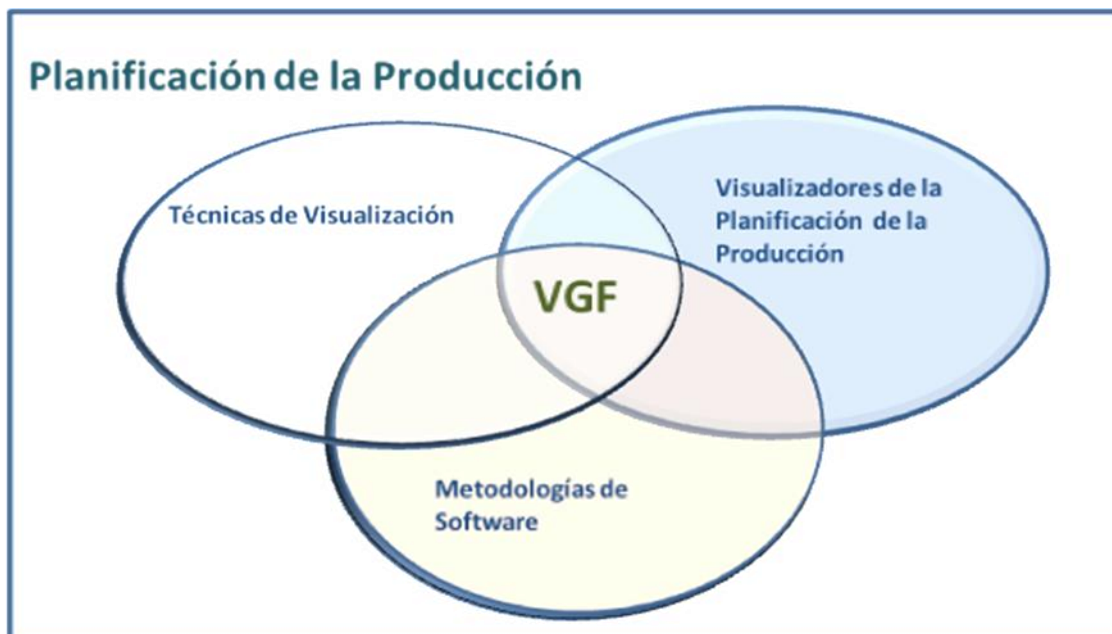 Planificación de la Producción
Técnicas de Visualización
Visualizadores de la
Planificación de la
Producción
VGF
Metodologías de
Software